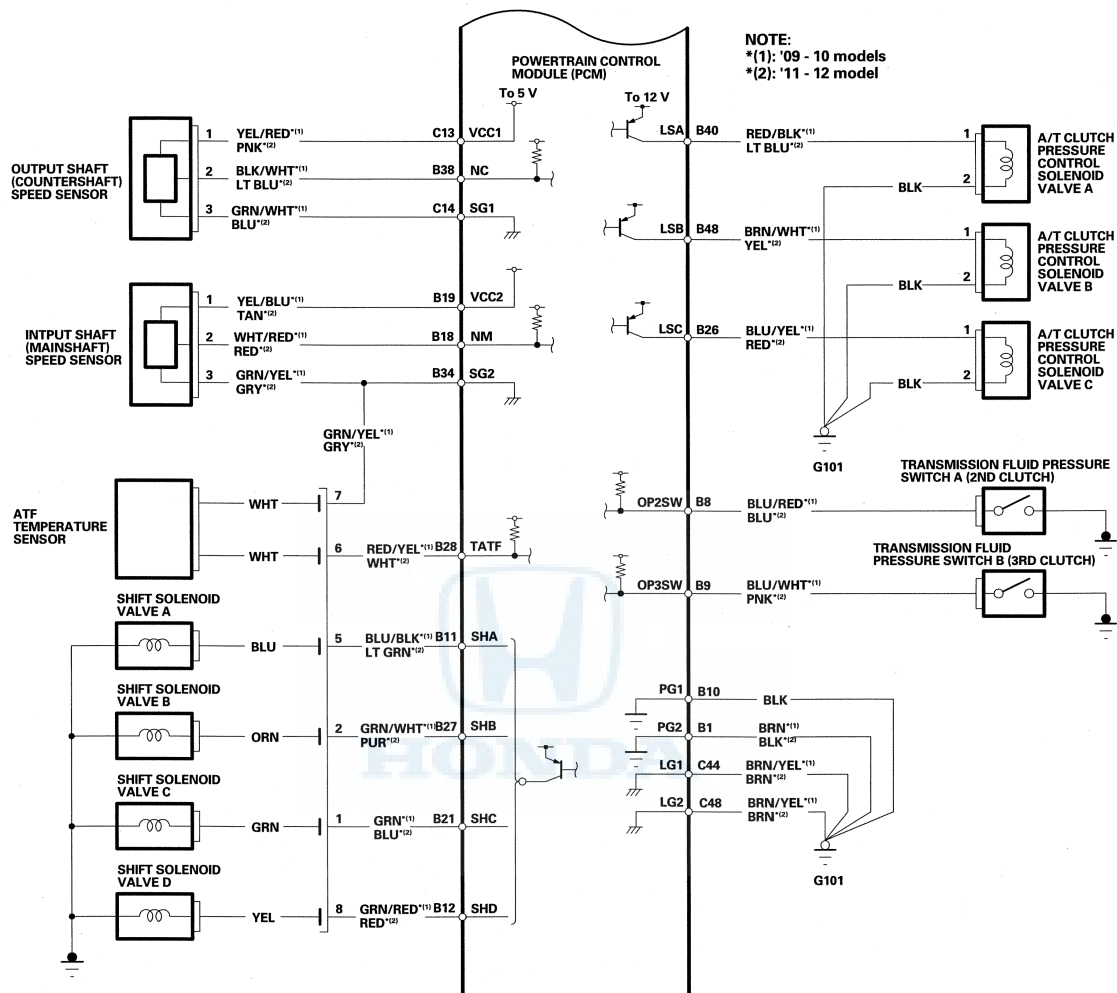 NOTE:
*(1): '09 - 10 models
*(2): '11 - 12 model
POWERTRAIN CONTROL
MODULE (PCM)
To 5 V
To 12 V
OUTPUT SHAFT
(COUNTERSHAFT)
SPEED SENSOR
1 YEL/RED*(1) C13 VCC1
PNK*(2)
2 BLK/WHT*(1) B38 NC
LT BLU*(2)
3 GRN/WHT*(1) C14 SG1
BLU*(2)
INTPUT SHAFT
(MAINSHAFT)
SPEED SENSOR
1 YEL/BLU*(1) B19 VCC2
TAN*(2)
2 WHT/RED*(1) B18 NM
RED*(2)
3 GRN/YEL*(1) B34 SG2
GRY*(2)
GRN/YEL*(1)
GRY*(2)
ATF
TEMPERATURE
SENSOR
WHT 7
WHT 6 RED/YEL*(1) B28 TATF
WHT*(2)
SHIFT SOLENOID
VALVE A
BLU 5 BLU/BLK*(1) B11 SHA
LT GRN*(2)
SHIFT SOLENOID
VALVE B
ORN 2 GRN/WHT*(1) B27 SHB
PUR*(2)
SHIFT SOLENOID
VALVE C
GRN 1 GRN*(1) B21 SHC
BLU*(2)
SHIFT SOLENOID
VALVE D
YEL 8 GRN/RED*(1) B12 SHD
RED*(2)
LSA B40 RED/BLK*(1) 1
LT BLU*(2)
BLK 2
A/T CLUTCH
PRESSURE
CONTROL
SOLENOID
VALVE A
LSB B48 BRN/WHT*(1) 1
YEL*(2)
BLK 2
A/T CLUTCH
PRESSURE
CONTROL
SOLENOID
VALVE B
LSC B26 BLU/YEL*(1) 1
RED*(2)
BLK 2
A/T CLUTCH
PRESSURE
CONTROL
SOLENOID
VALVE C
G101
TRANSMISSION FLUID PRESSURE
SWITCH A (2ND CLUTCH)
OP2SW B8 BLU/RED*(1)
BLU*(2)
TRANSMISSION FLUID
PRESSURE SWITCH B (3RD CLUTCH)
OP3SW B9 BLU/WHT*(1)
PNK*(2)
PG1 B10 BLK
PG2 B1 BRN*(1)
BLK*(2)
LG1 C44 BRN/YEL*(1)
BRN*(2)
LG2 C48 BRN/YEL*(1)
BRN*(2)
G101
HONDA